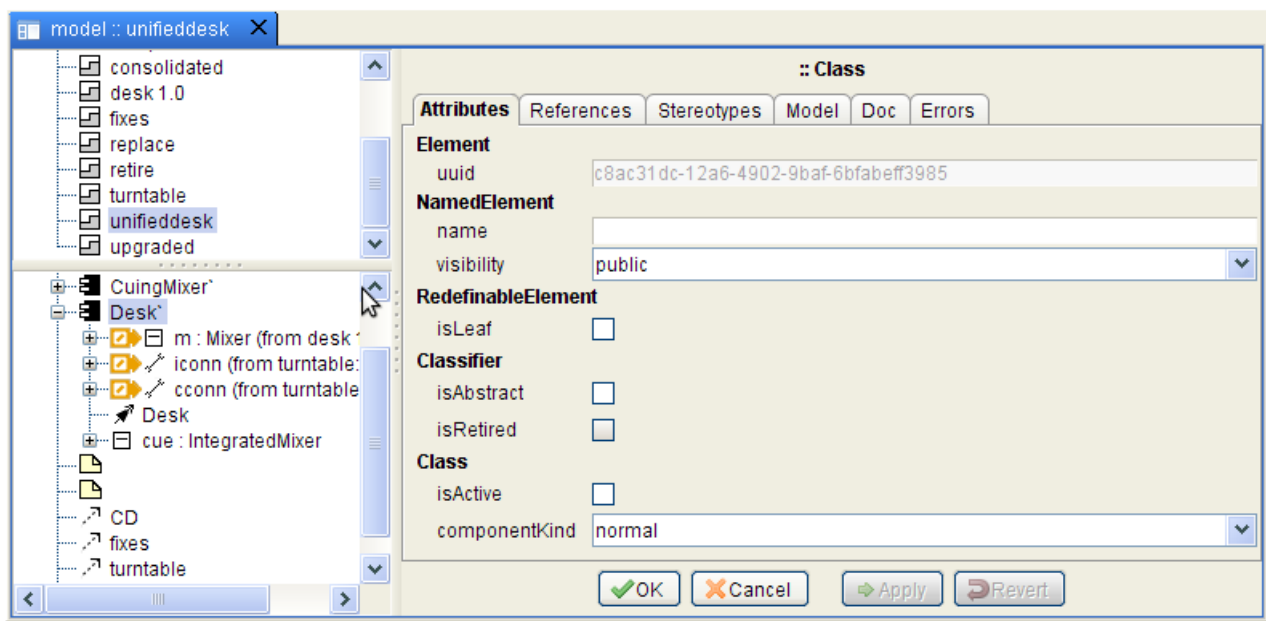 model :: unifieddesk
consolidated
desk 1.0
fixes
replace
retire
turntable
unifieddesk
upgraded
CuingMixer`
Desk`
m : Mixer (from desk
iconn (from turntable:
cconn (from turntable
Desk
cue : IntegratedMixer
CD
fixes
turntable
:: Class
Attributes References Stereotypes Model Doc Errors
Element
uuid c8ac31dc-12a6-4902-9baf-6bfabeff3985
NamedElement
name
visibility public
RedefinableElement
isLeaf
Classifier
isAbstract
isRetired
Class
isActive
componentKind normal
OK Cancel Apply Revert